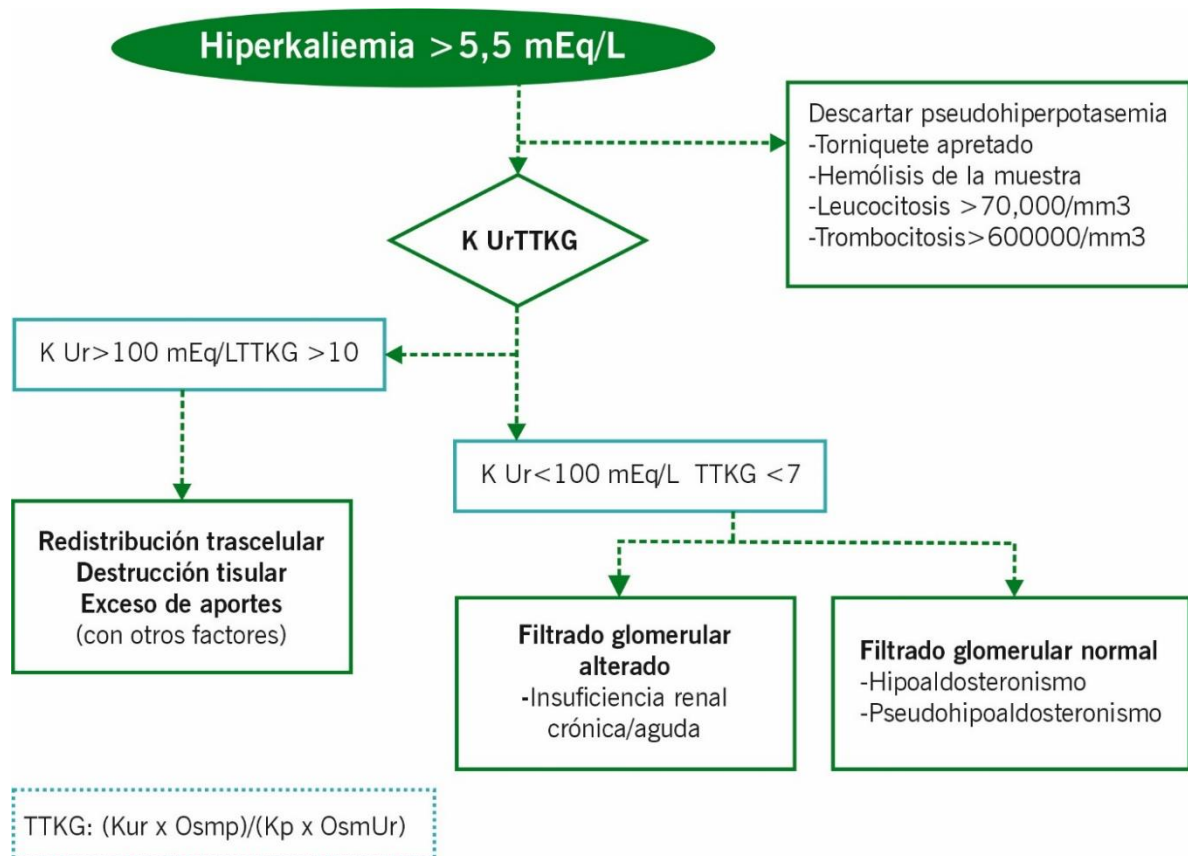 Hiperkaliemia >5,5 mEq/L
Descartar pseudohiperpotasemia
-Torniquete apretado
-Hemólisis de la muestra
-Leucocitosis >70,000/mm3
-Trombocitosis>600000/mm3
K UrTTKG
K Ur>100 mEq/LTTKG >10
K Ur<100 mEq/L TTKG <7
Redistribución trascelular
Destrucción tisular
Exceso de aportes
(con otros factores)
Filtrado glomerular
alterado
-Insuficiencia renal
crónica/aguda
Filtrado glomerular normal
-Hipoaldosteronismo
-Pseudohipoaldosteronismo
TTKG: (Kur x Osmp)/(Kp x OsmUr)